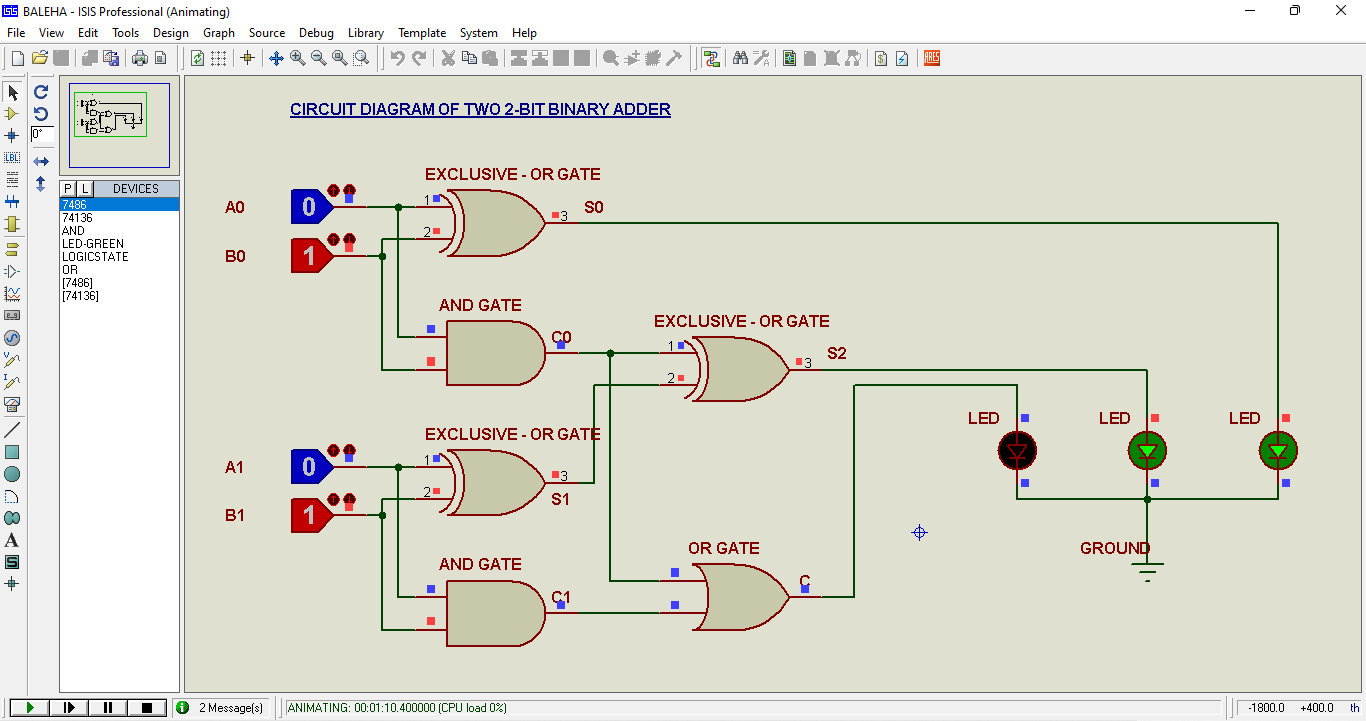 BALEHA - ISIS Professional (Animating)
File View Edit Tools Design Graph Source Debug Library Template System Help
LBL
0°
P L DEVICES
7486
74136
AND
LED-GREEN
LOGICSTATE
OR
[7486]
[74136]
A
S
CIRCUIT DIAGRAM OF TWO 2-BIT BINARY ADDER
EXCLUSIVE - OR GATE
A0 0 1 3 S0
B0 1 2
AND GATE
C0
EXCLUSIVE - OR GATE
1 3 S2
2
LED LED LED
EXCLUSIVE - OR GATE
A1 0 1 3
S1
B1 1 2
AND GATE
C1
OR GATE
C
GROUND
2 Message(s) ANIMATING: 00:01:10.400000 (CPU load 0%) -1800.0 +400.0 th